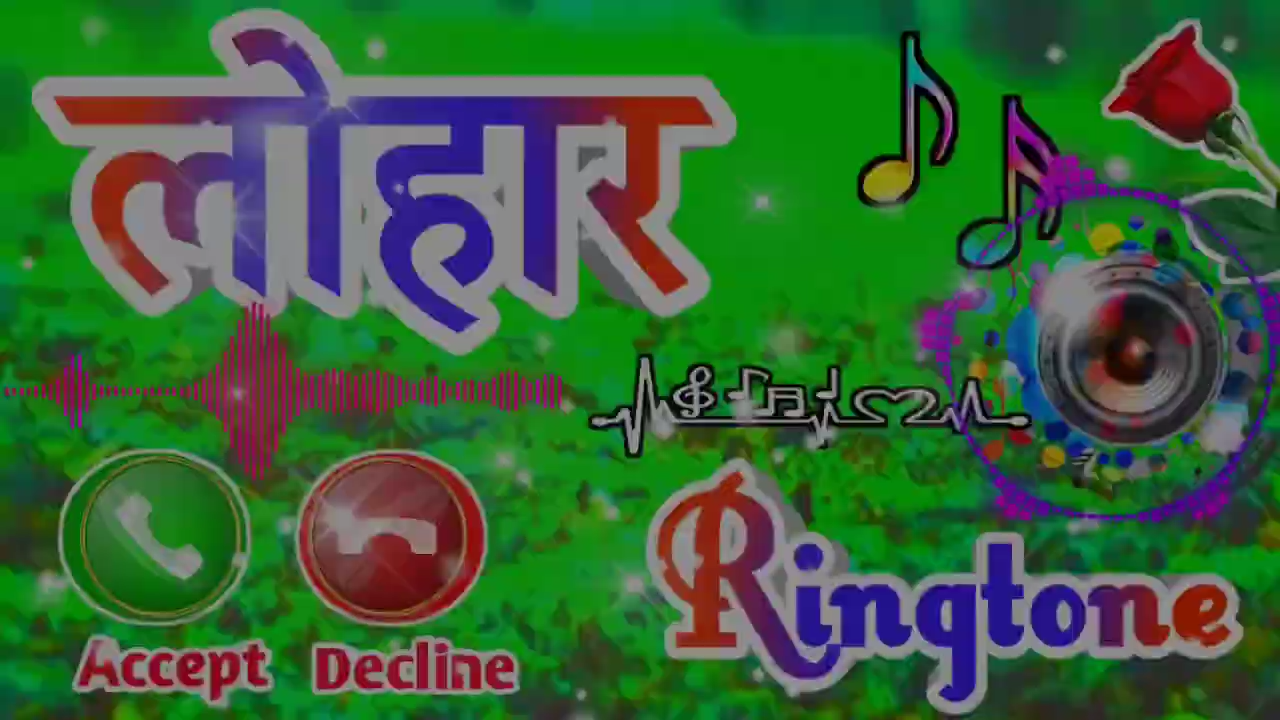 लोहार
Ringtone
Accept Decline